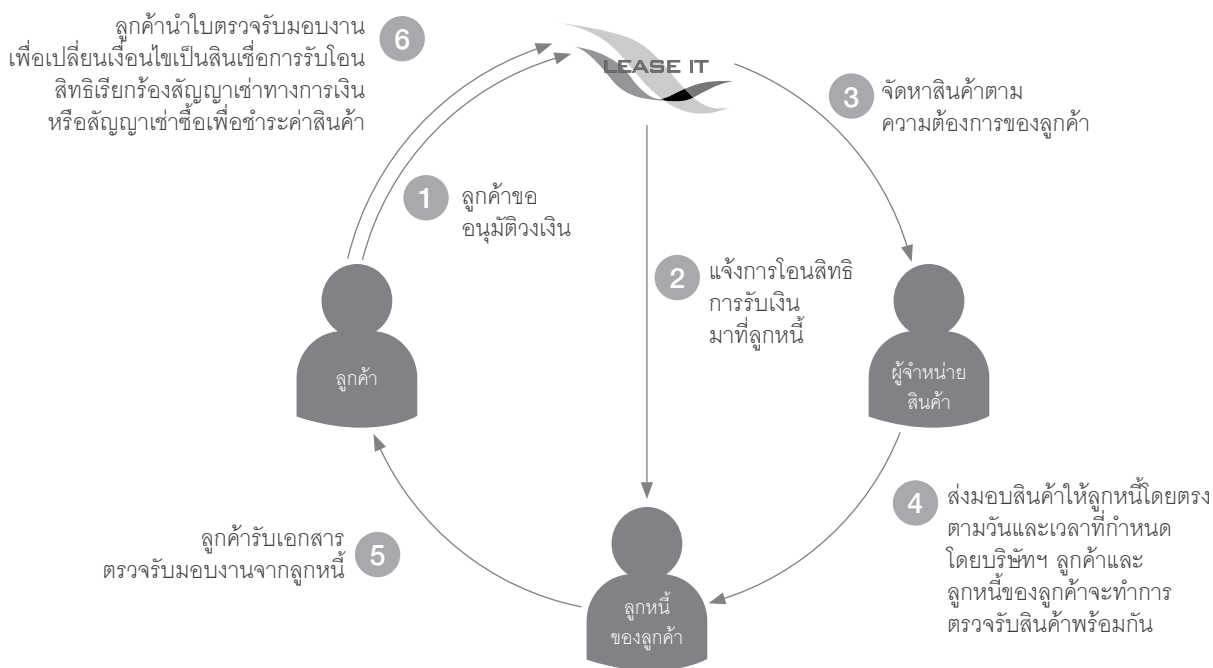 6
ลูกค้านำใบตรวจรับมอบงาน
เพื่อเปลี่ยนเงื่อนไขเป็นสินเชื่อการรับโอน
สิทธิเรียกร้องสัญญาเช่าทางการเงิน
หรือสัญญาเช่าซื้อเพื่อชำระค่าสินค้า
LEASE IT
3
จัดหาสินค้าตาม
ความต้องการของลูกค้า
1
ลูกค้าขอ
อนุมัติวงเงิน
2
แจ้งการโอนสิทธิ
การรับเงิน
มาที่ลูกหนี้
ลูกค้า
ผู้จำหน่าย
สินค้า
4
ส่งมอบสินค้าให้ลูกหนี้โดยตรง
ตามวันและเวลาที่กำหนด
โดยบริษัทฯ ลูกค้าและ
ลูกหนี้ของลูกค้าจะทำการ
ตรวจรับสินค้าพร้อมกัน
5
ลูกค้ารับเอกสาร
ตรวจรับมอบงานจากลูกหนี้
ลูกหนี้
ของลูกค้า